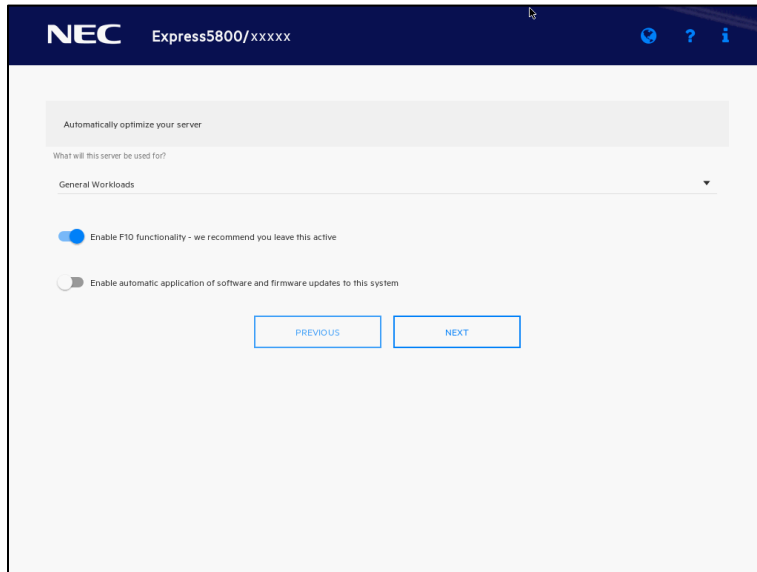 NEC Express5800/xxxxx ? i
Automatically optimize your server
What will this server be used for?
General Workloads
Enable F10 functionality - we recommend you leave this active
Enable automatic application of software and firmware updates to this system
PREVIOUS NEXT